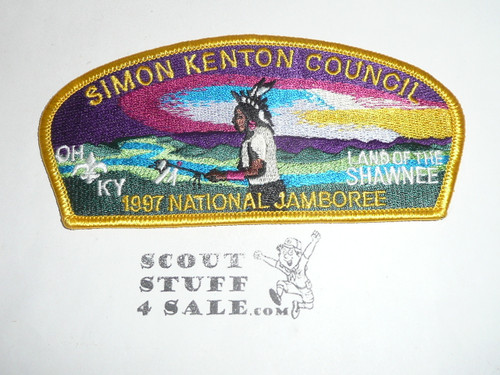 SIMON KENTON COUNCIL
OH
KY
LAND OF THE
SHAWNEE
1997 NATIONAL JAMBOREE
SCOUT
STUFF
4 SALE.COM